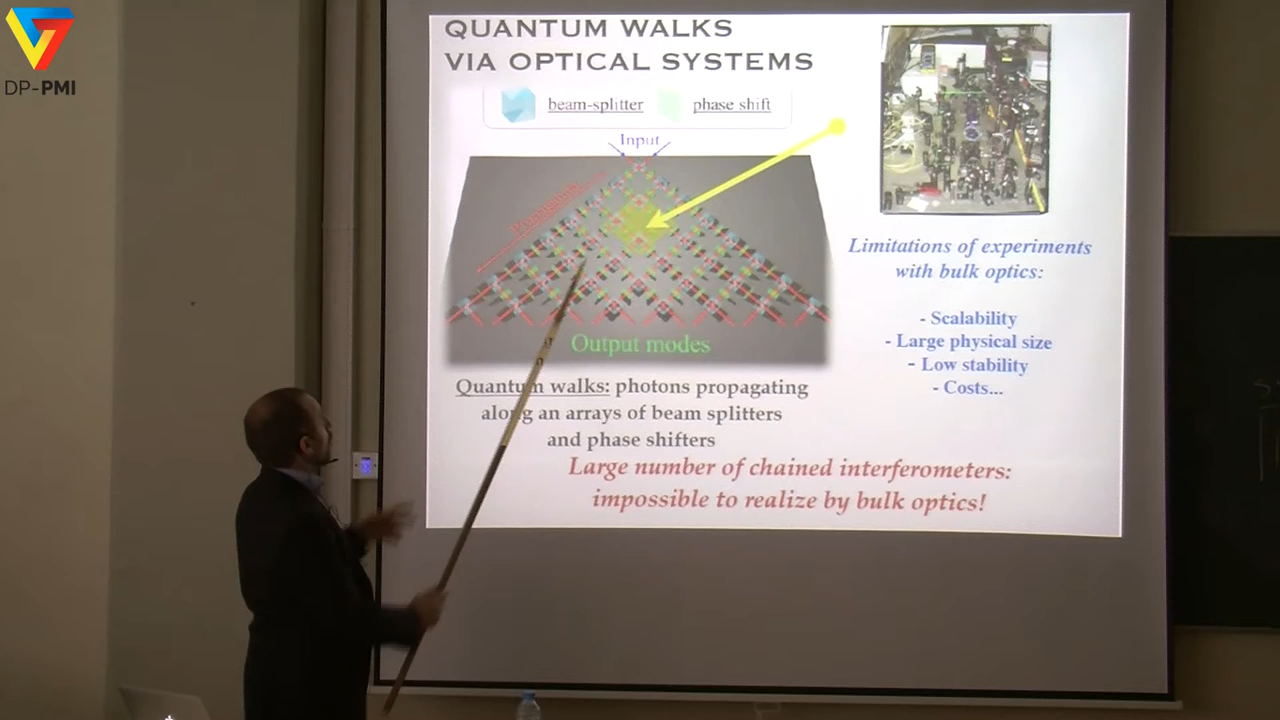 DP-PMI
QUANTUM WALKS
VIA OPTICAL SYSTEMS
beam-splitter
phase shift
Input
Propagation
Output modes
Quantum walks: photons propagating
along an arrays of beam splitters
and phase shifters
Limitations of experiments
with bulk optics:
- Scalability
- Large physical size
- Low stability
- Costs...
Large number of chained interferometers:
impossible to realize by bulk optics!